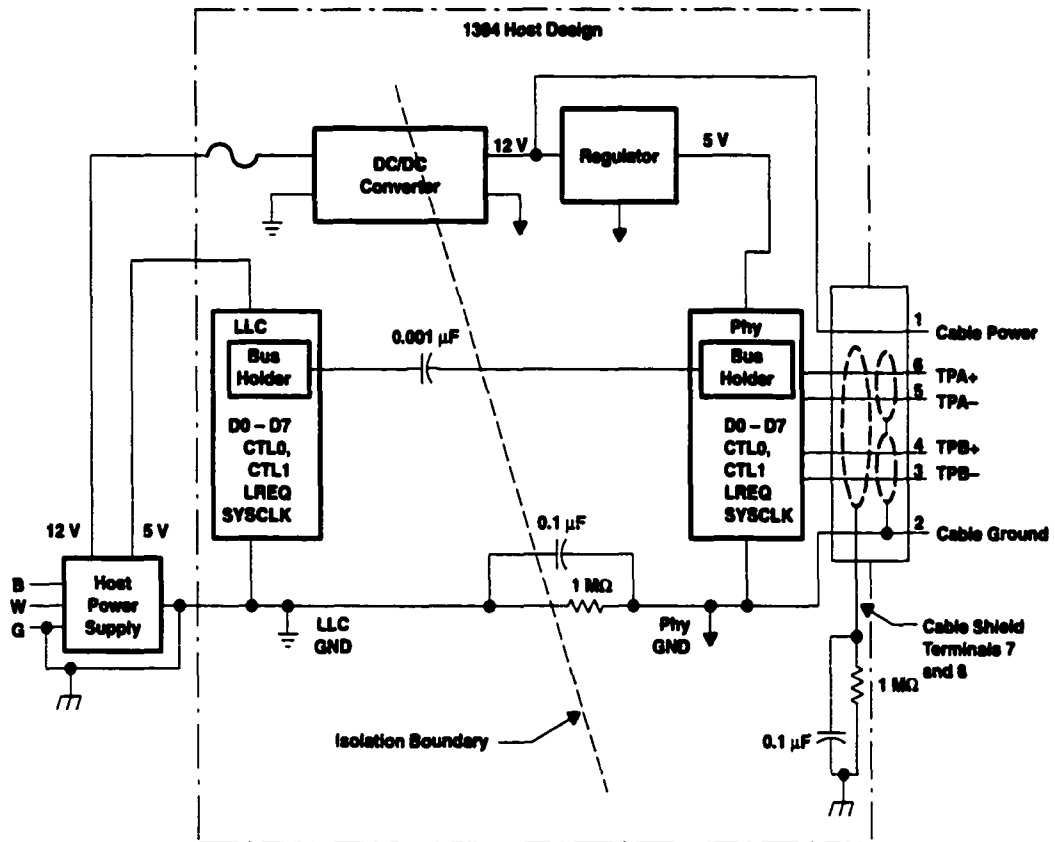 1394 Host Design
DC/DC
Converter
12 V
Regulator
5 V
LLC
Bus
Holder
D0 – D7
CTL0,
CTL1
LREQ
SYSCLK
0.001 µF
Phy
Bus
Holder
D0 – D7
CTL0,
CTL1
LREQ
SYSCLK
1
Cable Power
6
TPA+
5
TPA–
4
TPB+
3
TPB–
2
Cable Ground
12 V
5 V
B
W
G
Host
Power
Supply
LLC
GND
0.1 µF
1 MΩ
Phy
GND
Cable Shield
Terminals 7
and 8
1 MΩ
0.1 µF
Isolation Boundary